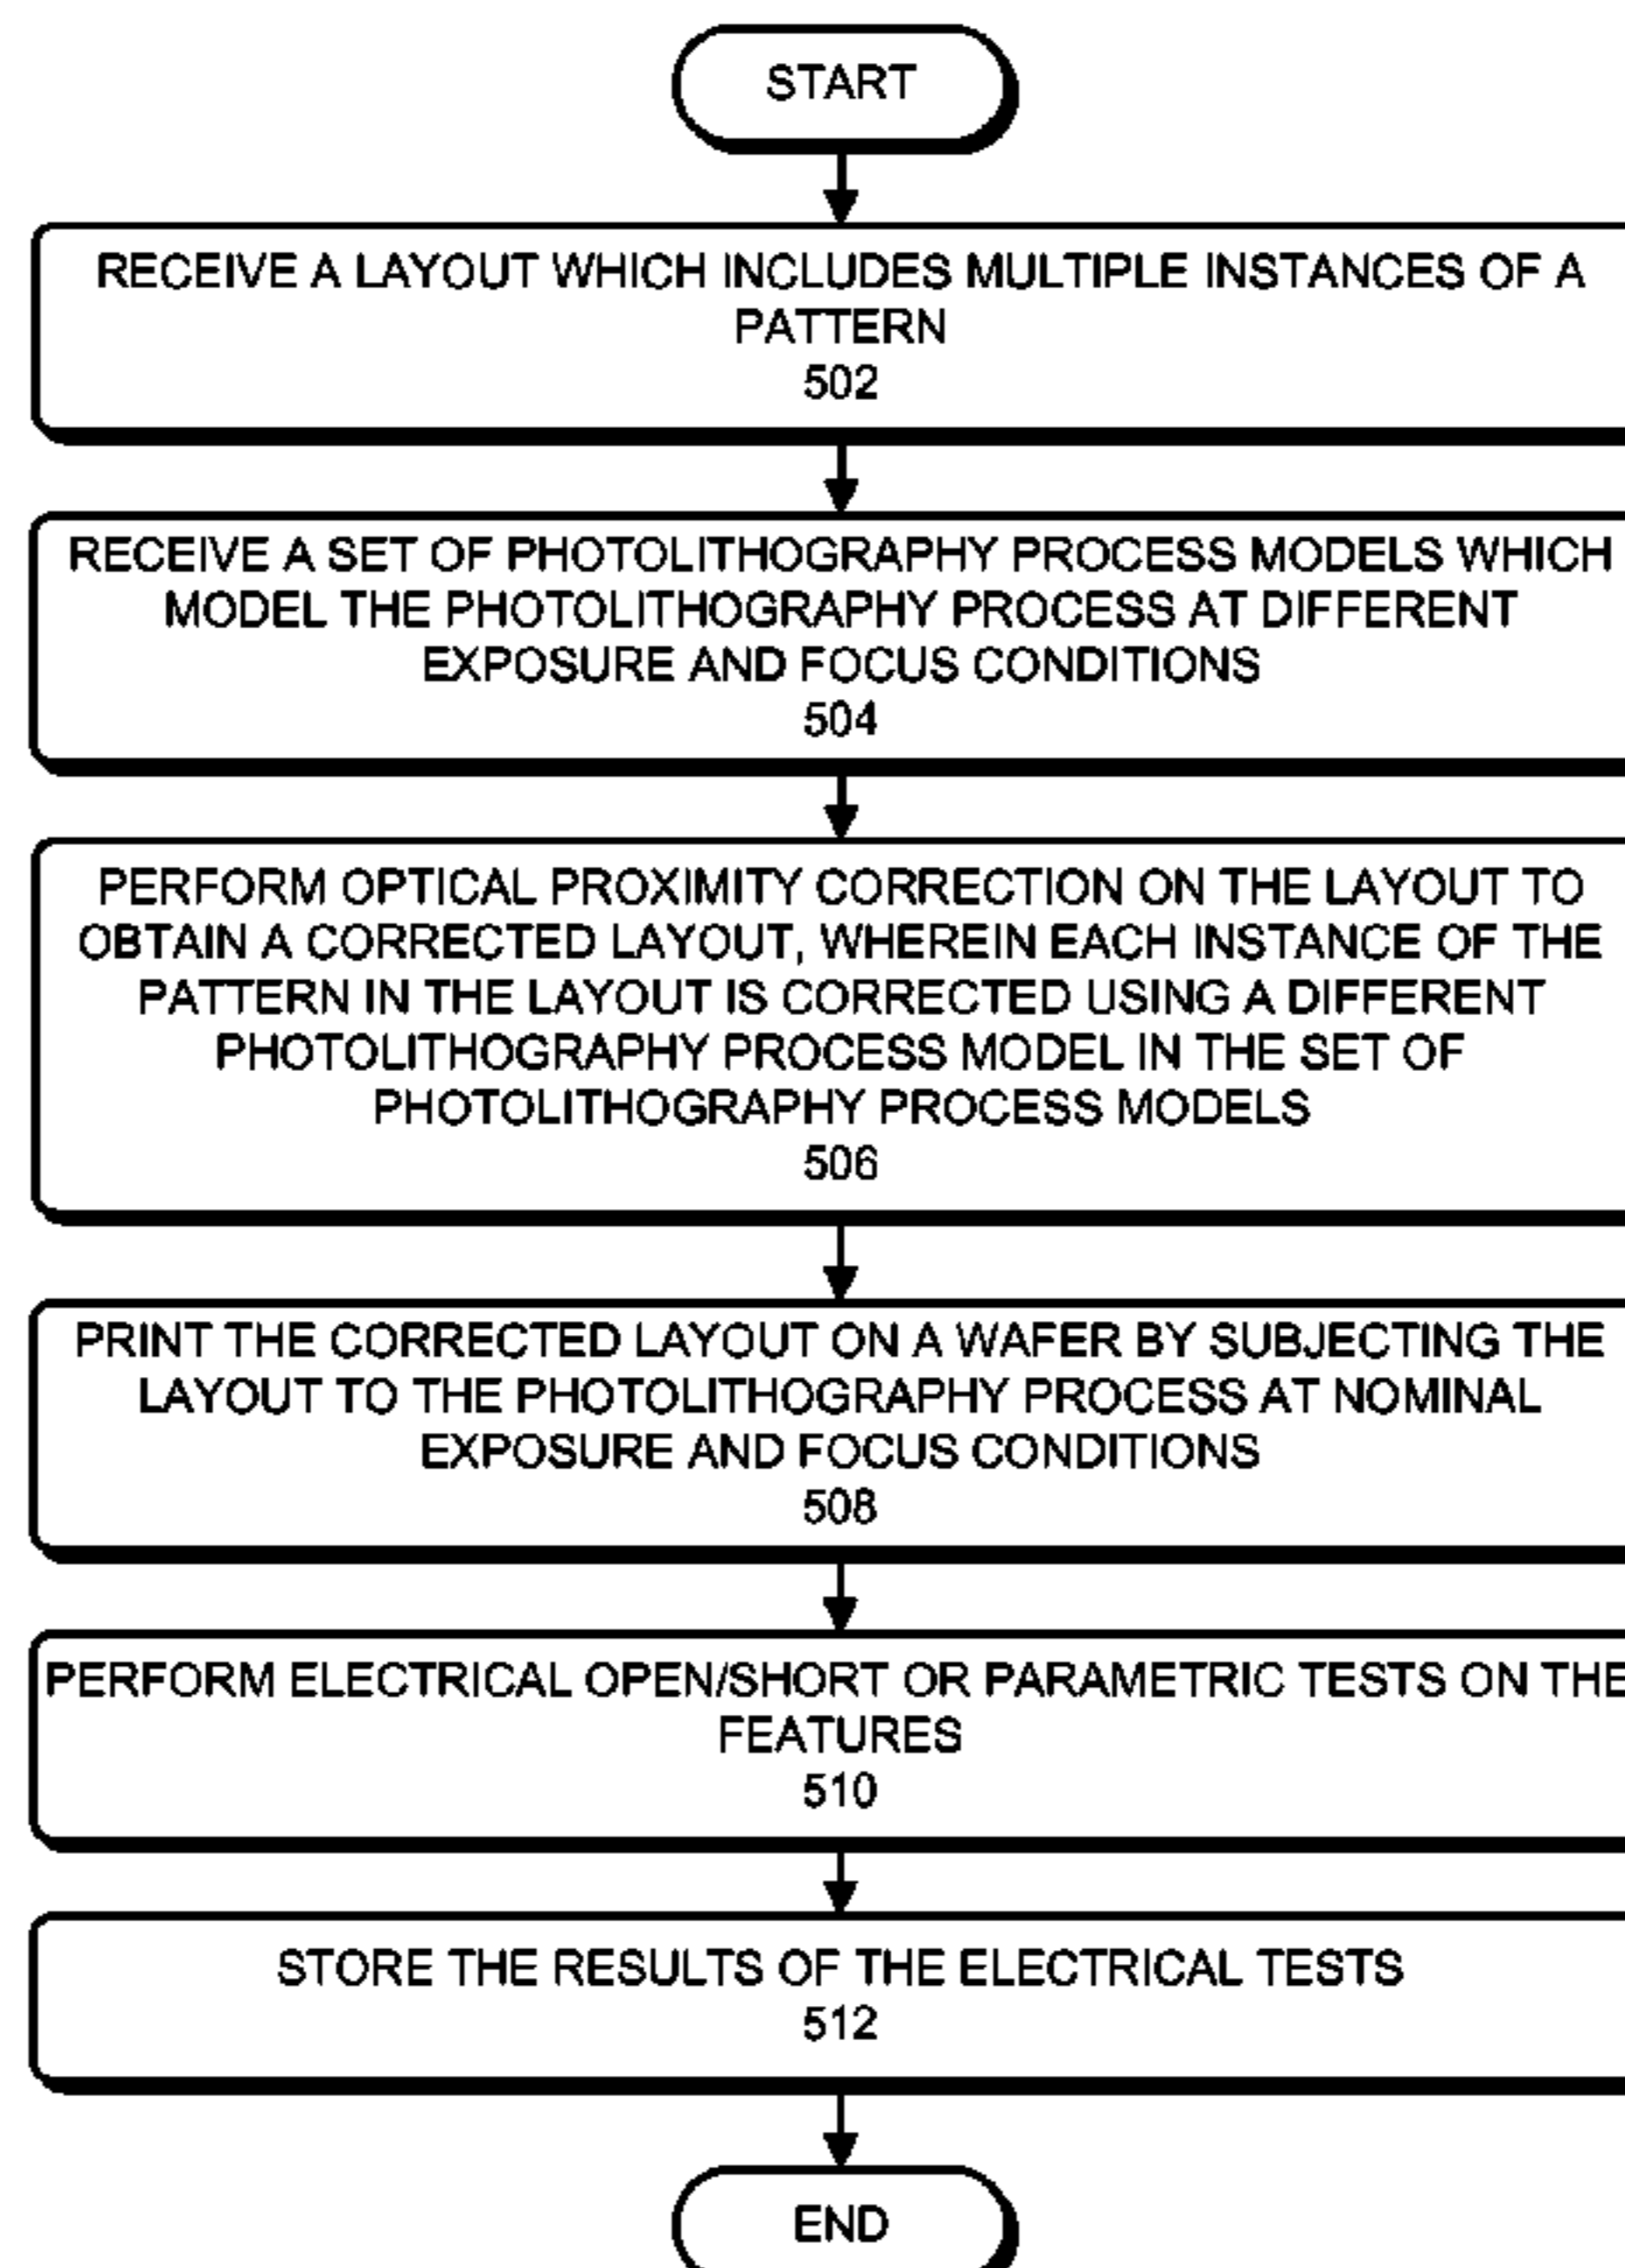 START
RECEIVE A LAYOUT WHICH INCLUDES MULTIPLE INSTANCES OF A
PATTERN
502
RECEIVE A SET OF PHOTOLITHOGRAPHY PROCESS MODELS WHICH
MODEL THE PHOTOLITHOGRAPHY PROCESS AT DIFFERENT
EXPOSURE AND FOCUS CONDITIONS
504
PERFORM OPTICAL PROXIMITY CORRECTION ON THE LAYOUT TO
OBTAIN A CORRECTED LAYOUT, WHEREIN EACH INSTANCE OF THE
PATTERN IN THE LAYOUT IS CORRECTED USING A DIFFERENT
PHOTOLITHOGRAPHY PROCESS MODEL IN THE SET OF
PHOTOLITHOGRAPHY PROCESS MODELS
506
PRINT THE CORRECTED LAYOUT ON A WAFER BY SUBJECTING THE
LAYOUT TO THE PHOTOLITHOGRAPHY PROCESS AT NOMINAL
EXPOSURE AND FOCUS CONDITIONS
508
PERFORM ELECTRICAL OPEN/SHORT OR PARAMETRIC TESTS ON THE
FEATURES
510
STORE THE RESULTS OF THE ELECTRICAL TESTS
512
END